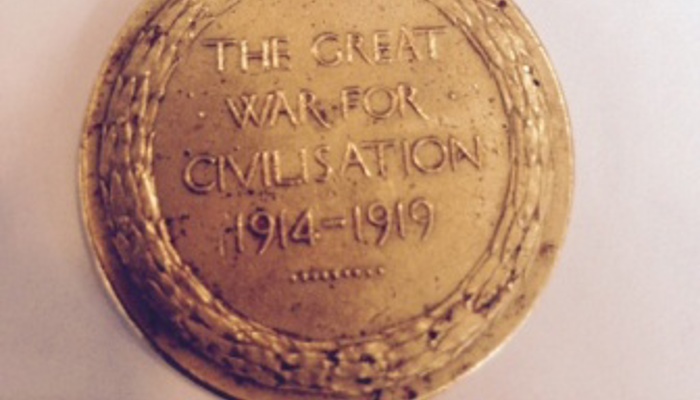 THE GREAT
WAR·FOR
CIVILISATION
1914-1919